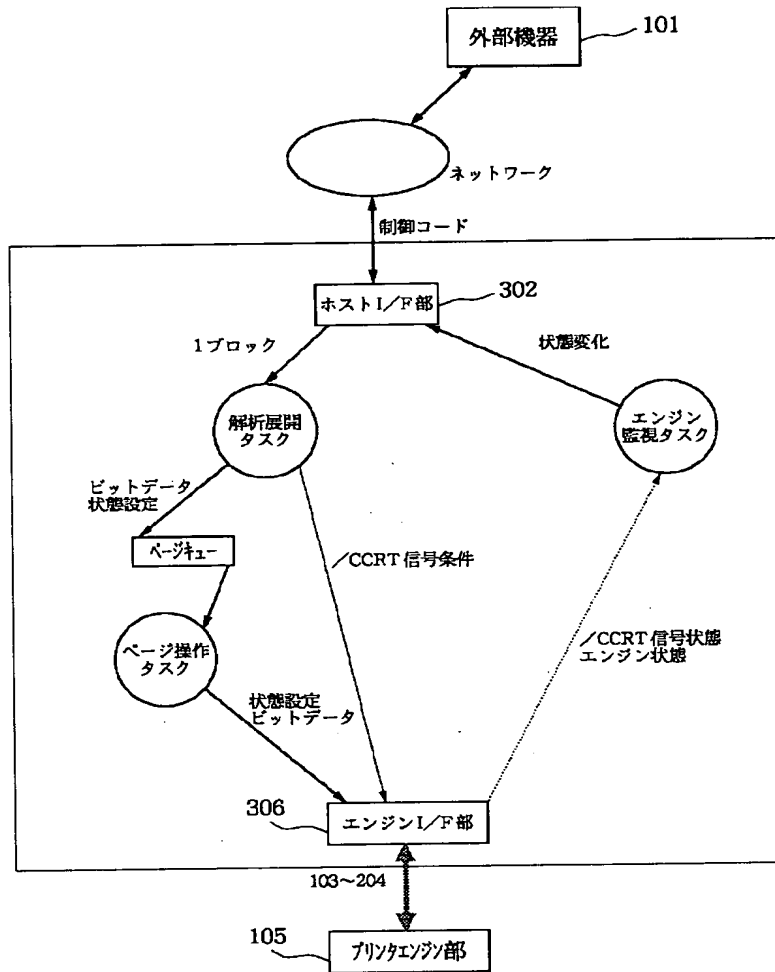 外部機器
101
ネットワーク
制御コード
ホストI/F部
302
1ブロック
状態変化
解析展開
タスク
エンジン
監視タスク
ビットデータ
状態設定
ページキュー
/CCRT信号条件
ページ操作
タスク
/CCRT信号状態
エンジン状態
状態設定
ビットデータ
306
エンジンI/F部
103~204
105
プリンタエンジン部